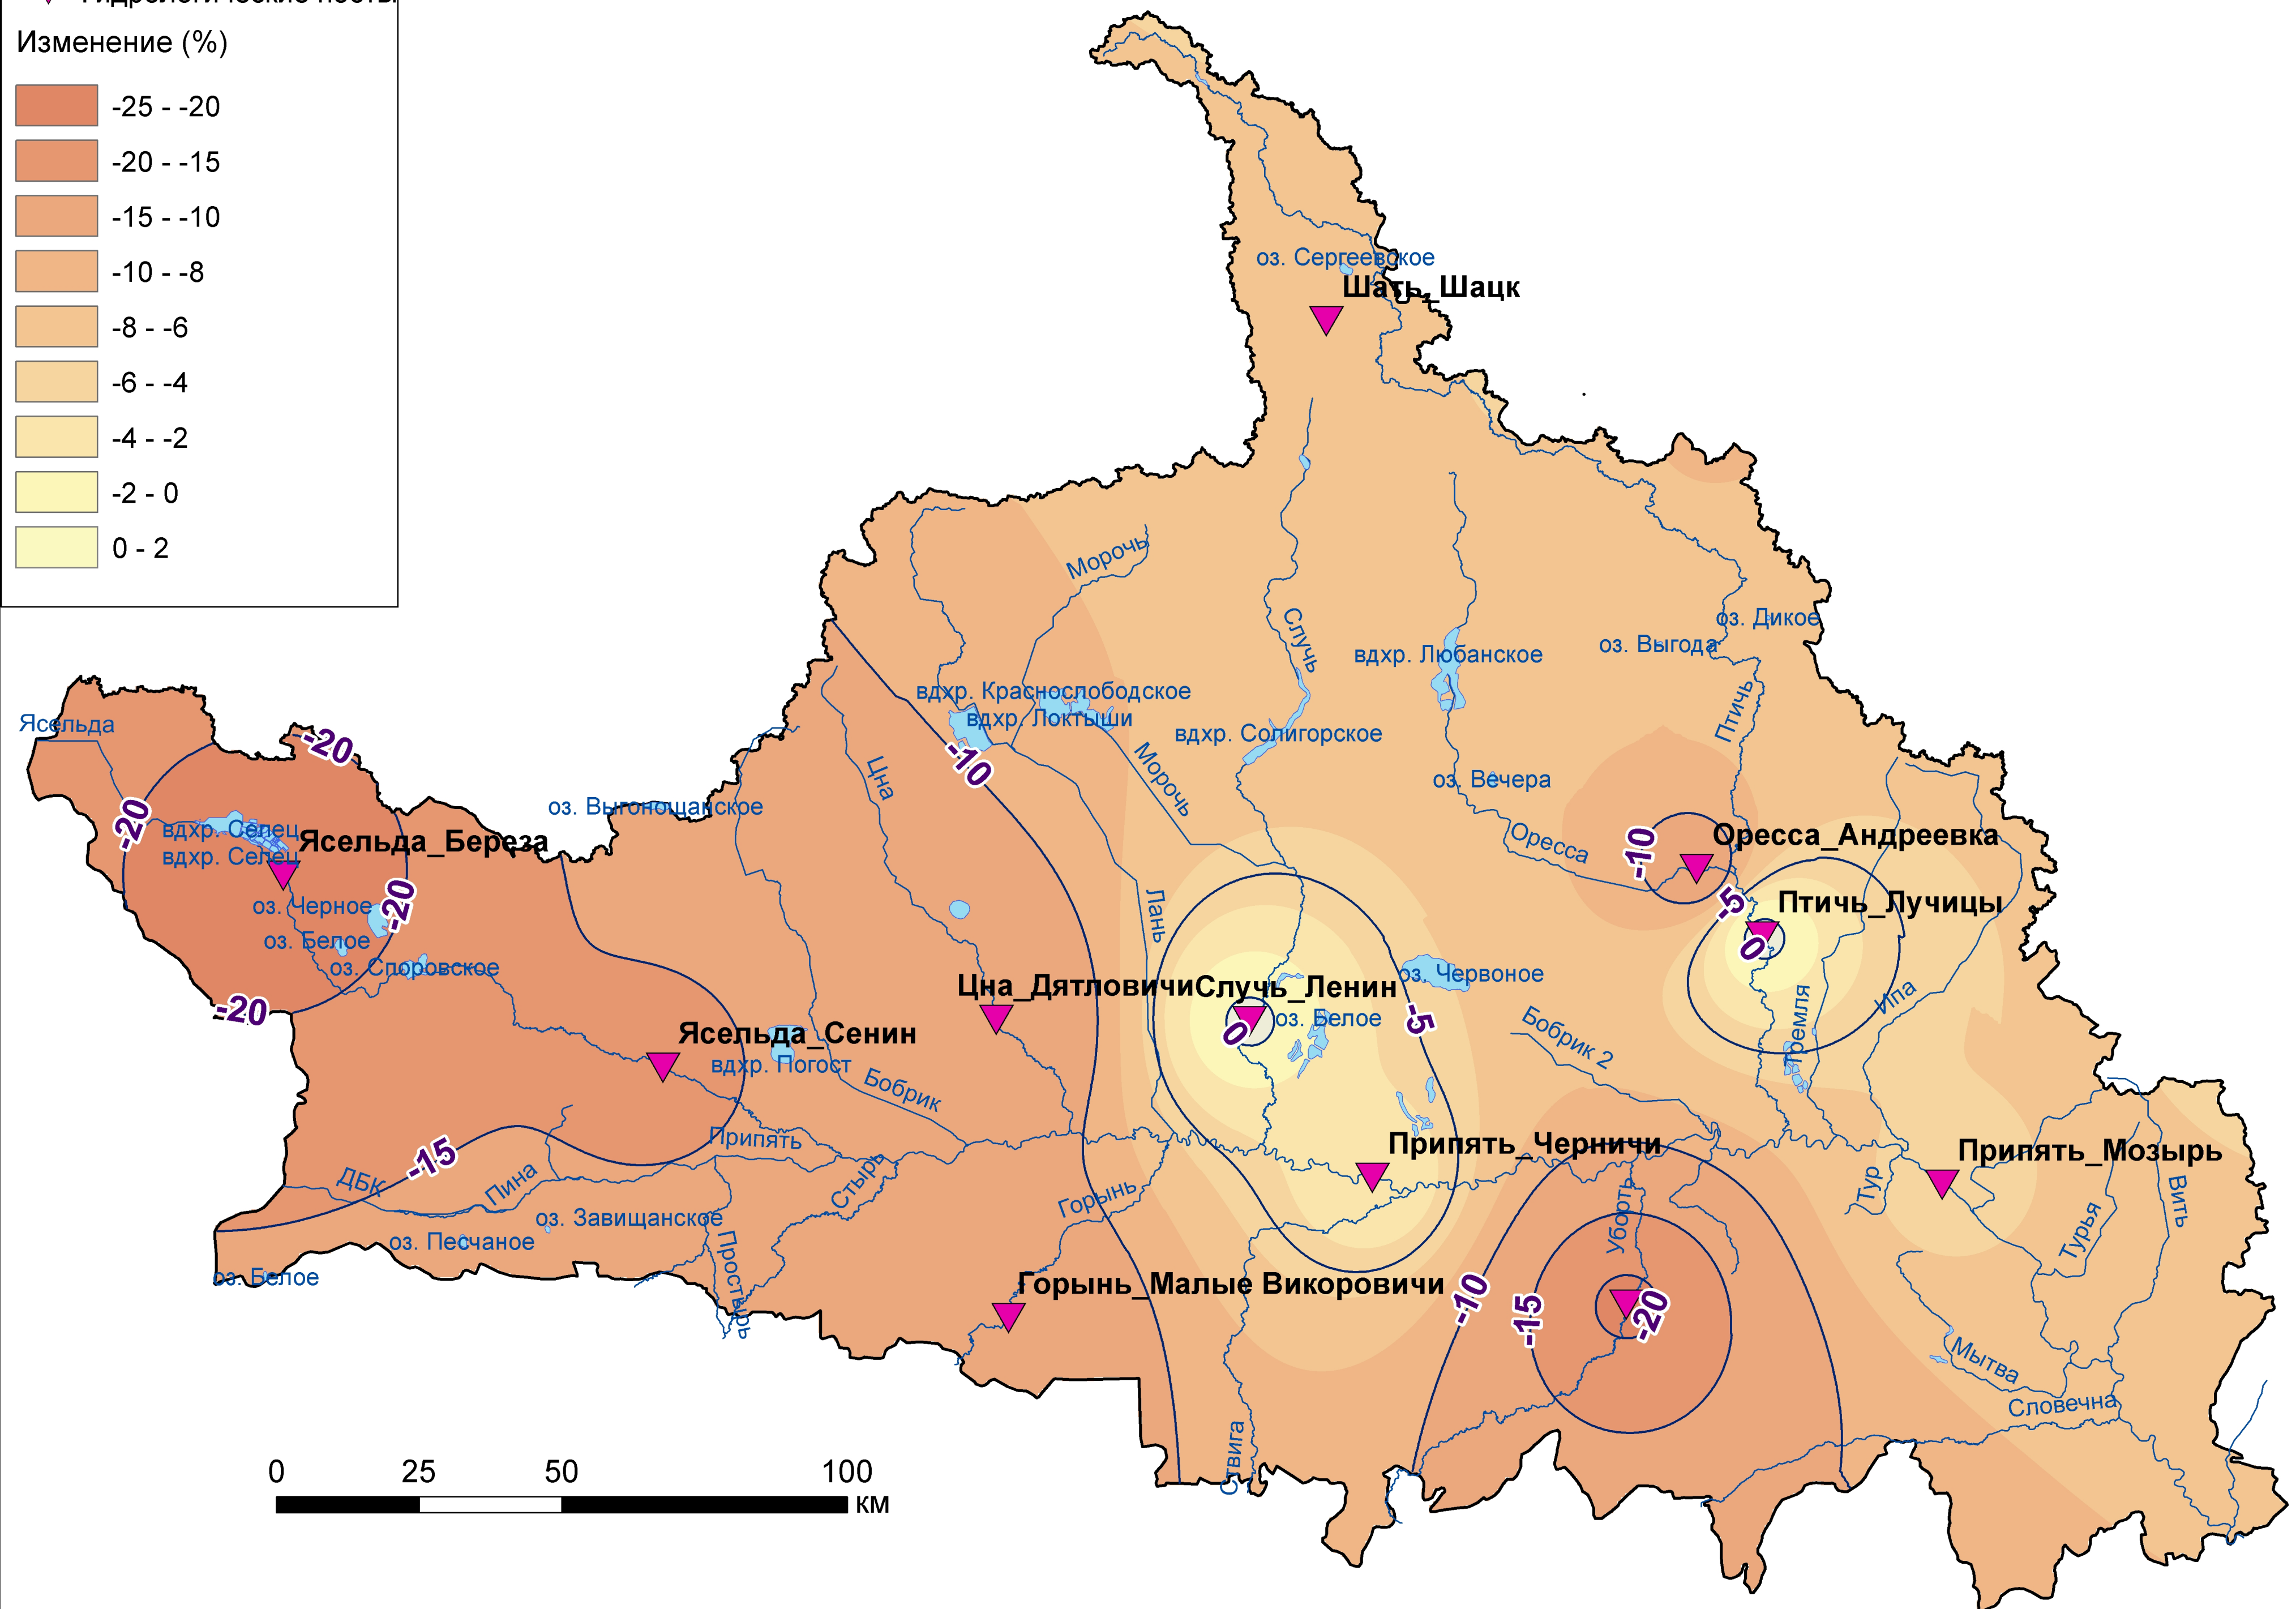 Гидрологические посты
Изменение (%)
-25 - -20
-20 - -15
-15 - -10
-10 - -8
-8 - -6
-6 - -4
-4 - -2
-2 - 0
0 - 2
оз. Сергеевское
Шать_Шацк
Морочь
Случь
оз. Дикое
оз. Выгода
вдхр. Любанское
вдхр. Краснослободское
вдхр. Локтыши
вдхр. Солигорское
Птичь
Ясельда
-20
-10
Цна
Морочь
оз. Вечера
оз. Выгонощанское
-20
вдхр. Селец
Ясельда_Береза
вдхр. Селец
Оресса
-10
Оресса_Андреевка
оз. Черное
-20
Лань
-5
Птичь_Лучицы
оз. Белое
0
оз. Споровское
оз. Червоное
Цна_Дятловичи
Случь_Ленин
Ипа
-20
0
оз. Белое
-5
Тремля
Ясельда_Сенин
вдхр. Погост
Бобрик 2
Бобрик
Припять
-15
Припять_Черничи
Припять_Мозырь
ДБК
Пина
Стырь
Горынь
Тур
Вить
Уборть
Турья
оз. Завищанское
оз. Песчаное
Простырь
оз. Белое
Горынь_Малые Викоровичи
-10
-15
-20
Мытва
Словечна
Ствига
0
25
50
100
км